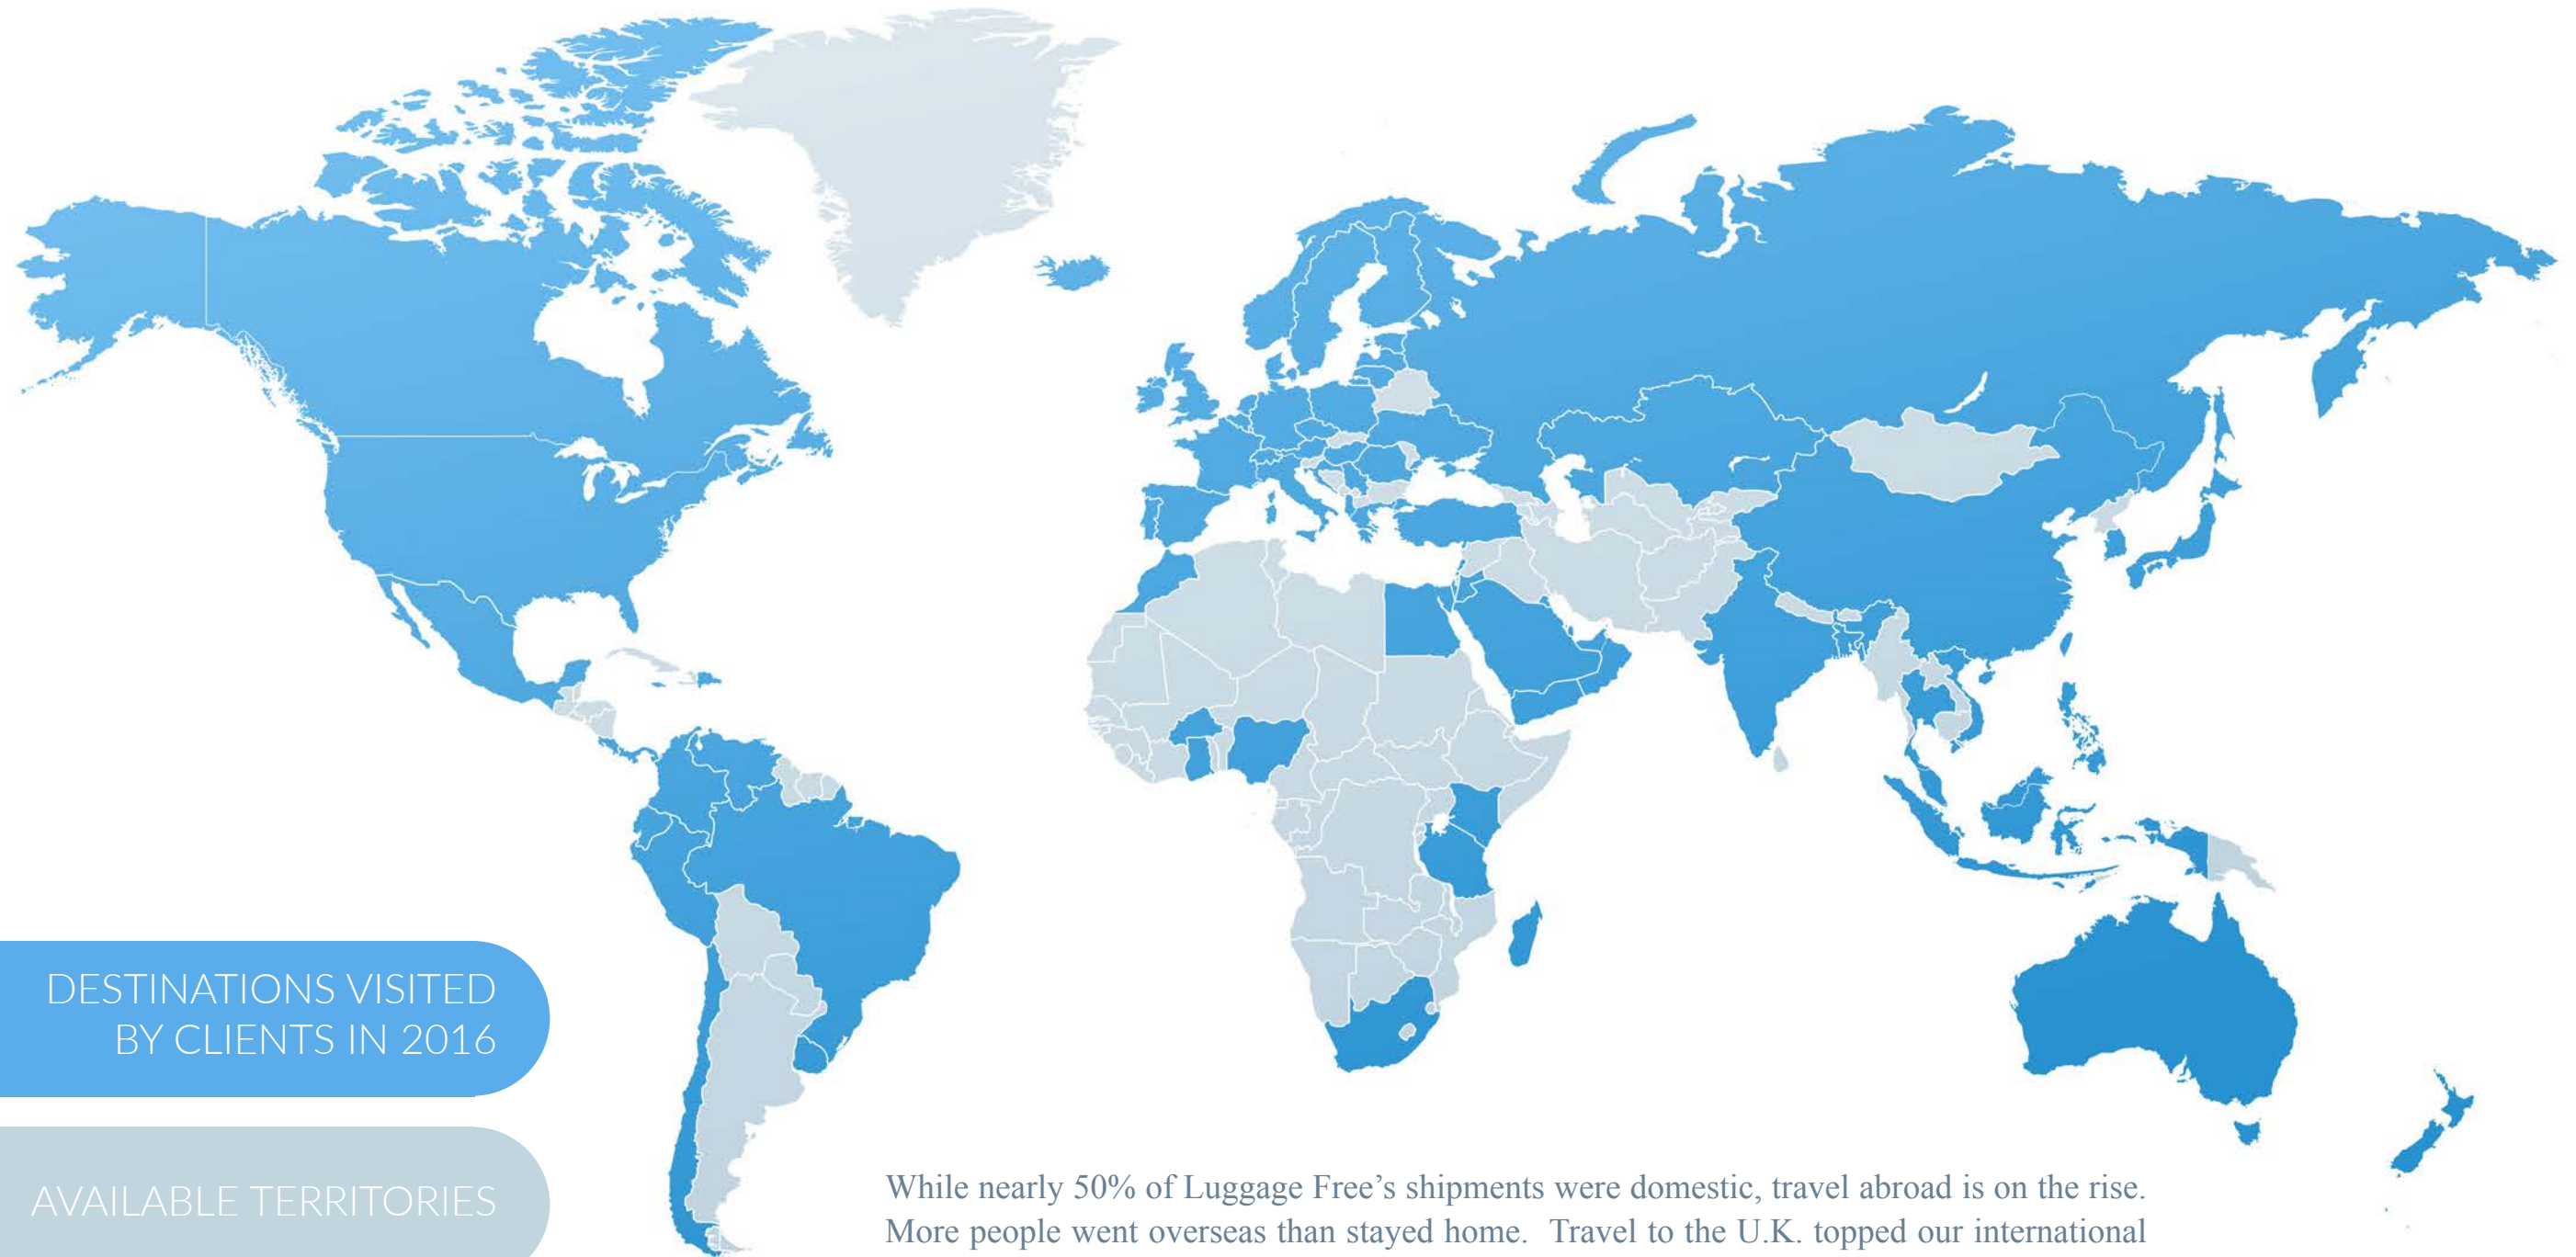 DESTINATIONS VISITED
BY CLIENTS IN 2016
AVAILABLE TERRITORIES
While nearly 50% of Luggage Free’s shipments were domestic, travel abroad is on the rise.
More people went overseas than stayed home.  Travel to the U.K. topped our international